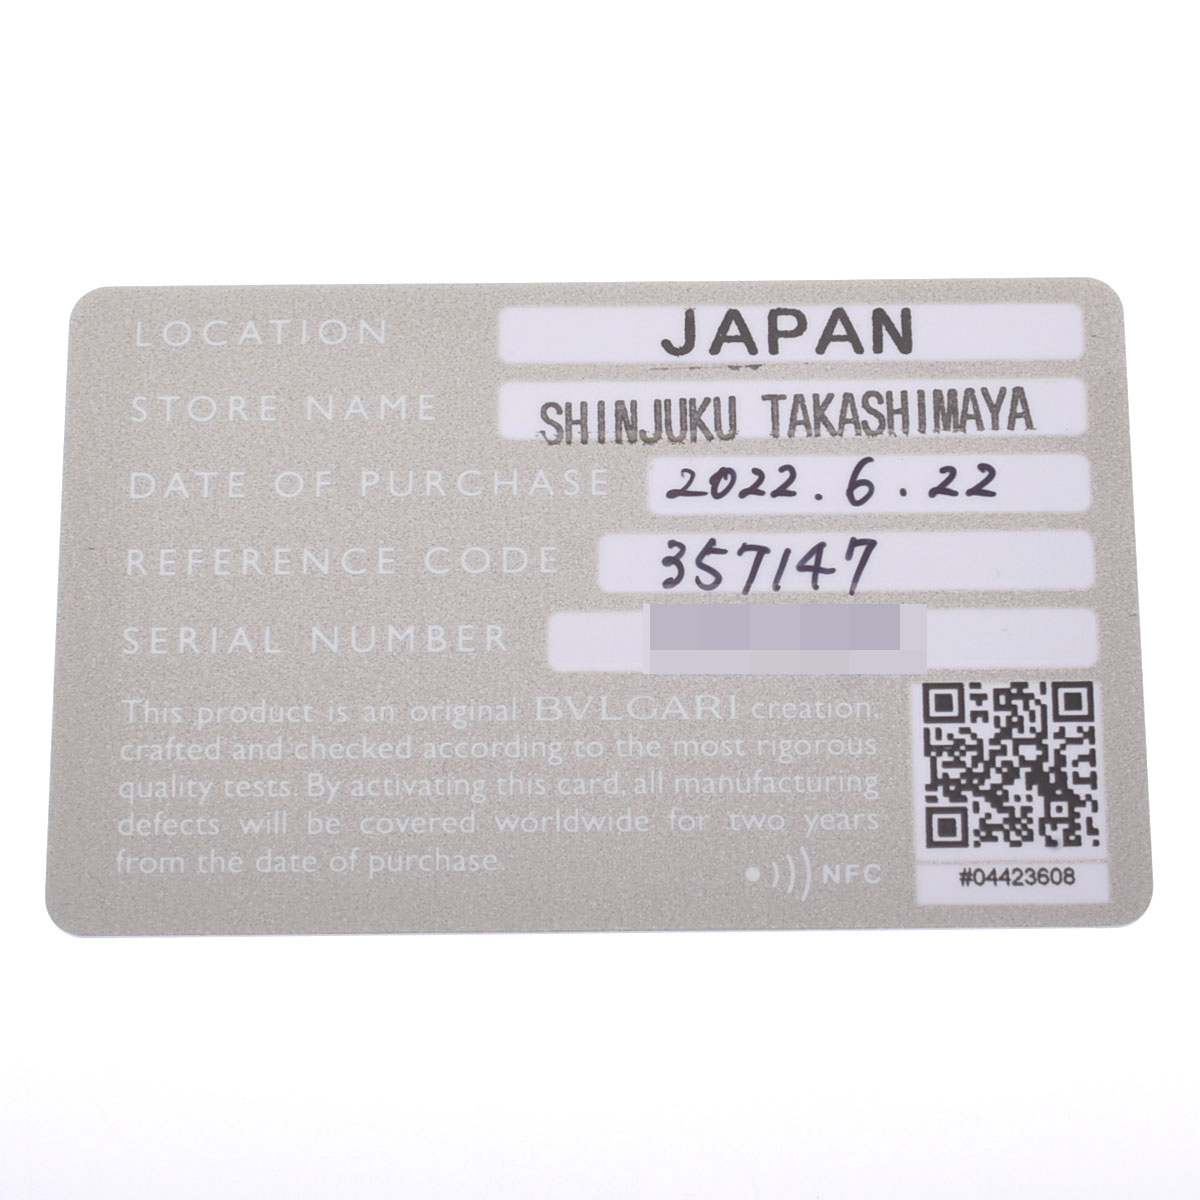 LOCATION JAPAN
STORE NAME SHINJUKU TAKASHIMAYA
DATE OF PURCHASE 2022.6.22
REFERENCE CODE 357147
SERIAL NUMBER
This product is an original BVLGARI creation,
crafted and checked according to the most rigorous
quality tests. By activating this card, all manufacturing
defects will be covered worldwide for two years
from the date of purchase.
NFC
#04423608